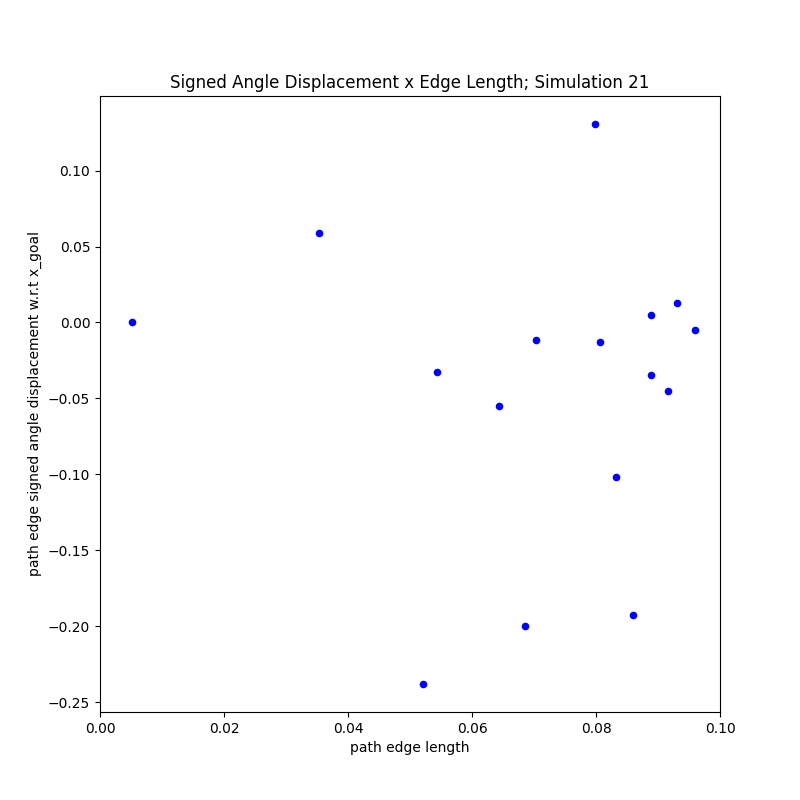 Signed Angle Displacement x Edge Length; Simulation 21
path edge signed angle displacement w.r.t x_goal
0.10
0.05
0.00
−0.05
−0.10
−0.15
−0.20
−0.25
0.00 0.02 0.04 0.06 0.08 0.10
path edge length